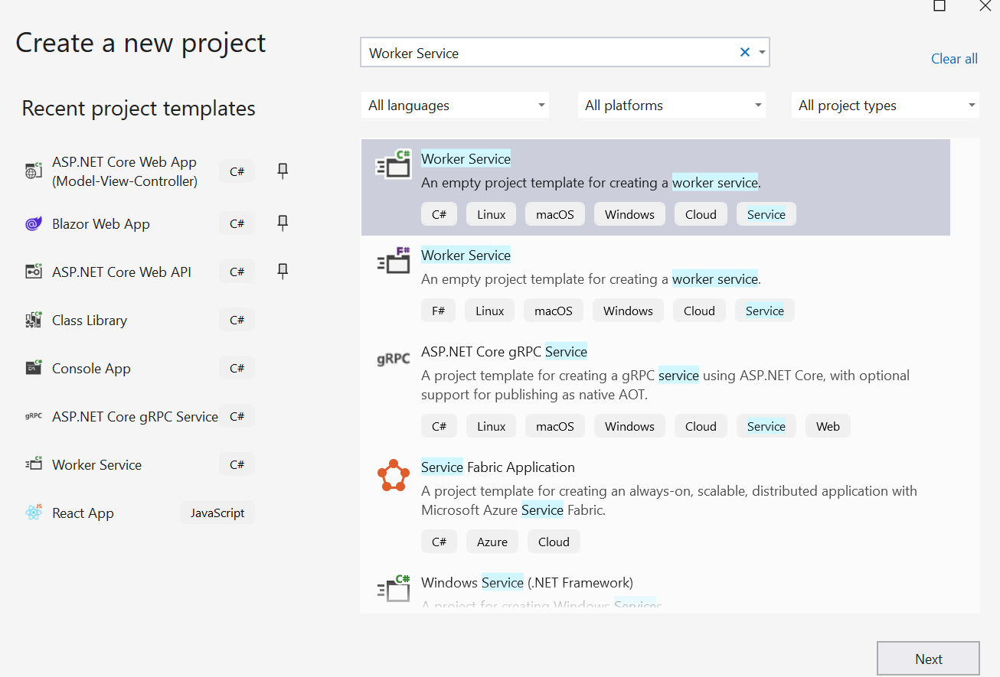 Create a new project
Worker Service
Clear all
All languages
All platforms
All project types
Recent project templates
ASP.NET Core Web App
(Model-View-Controller)
C#
Blazor Web App
C#
ASP.NET Core Web API
C#
Class Library
C#
Console App
C#
gRPC
ASP.NET Core gRPC Service
C#
Worker Service
C#
React App
JavaScript
C#
Worker Service
An empty project template for creating a worker service.
C# Linux macOS Windows Cloud Service
F#
Worker Service
An empty project template for creating a worker service.
F# Linux macOS Windows Cloud Service
gRPC
ASP.NET Core gRPC Service
A project template for creating a gRPC service using ASP.NET Core, with optional
support for publishing as native AOT.
C# Linux macOS Windows Cloud Service Web
Service Fabric Application
A project template for creating an always-on, scalable, distributed application with
Microsoft Azure Service Fabric.
C# Azure Cloud
C#
Windows Service (.NET Framework)
A project for creating Windows Services
Next